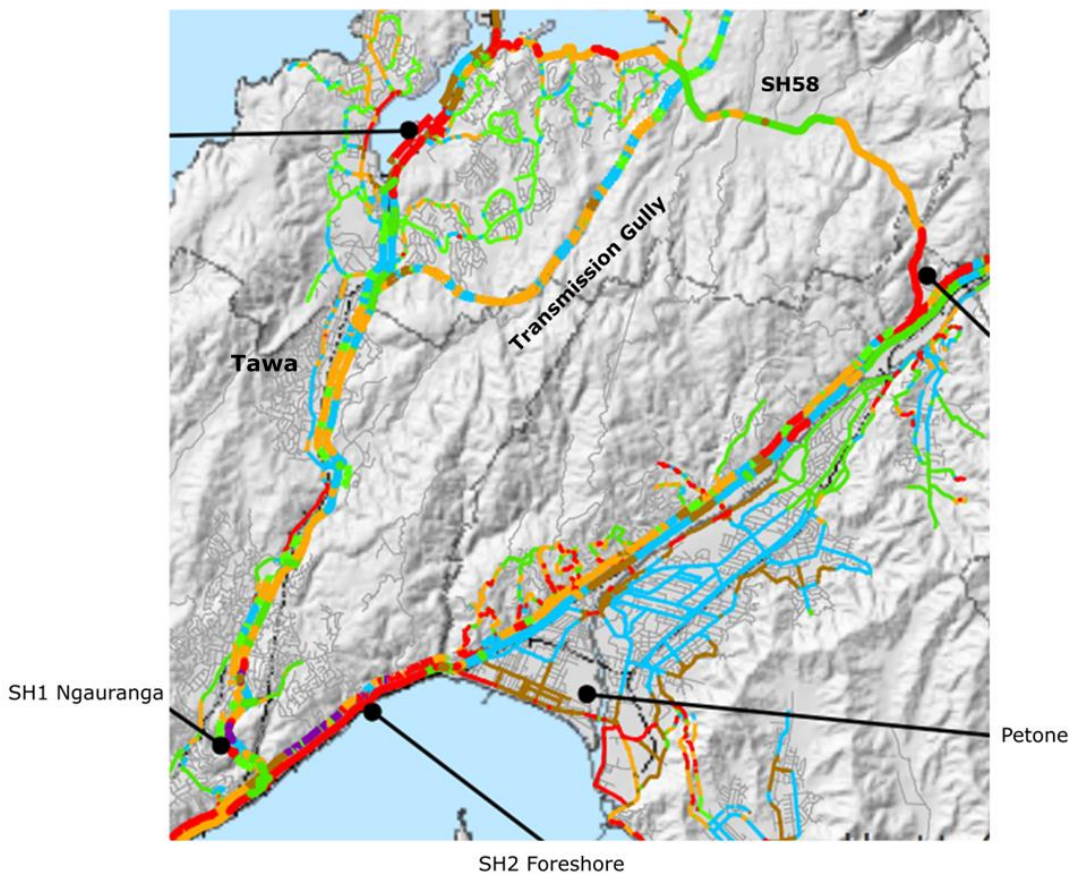 SH58
Transmission Gully
Tawa
SH1 Ngauranga
Petone
SH2 Foreshore